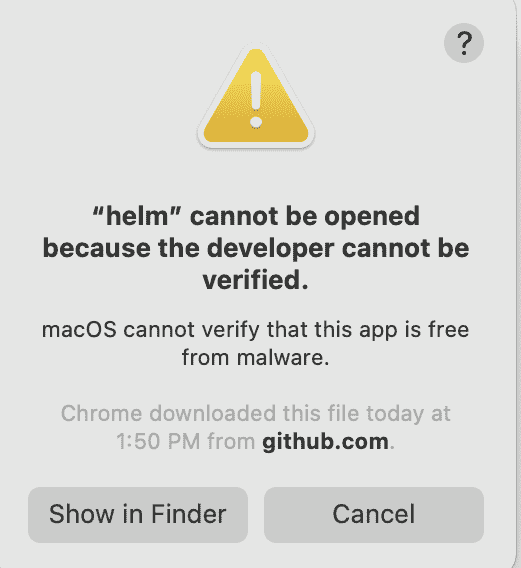 ?
“helm” cannot be opened
because the developer cannot be
verified.
macOS cannot verify that this app is free
from malware.
Chrome downloaded this file today at
1:50 PM from github.com.
Show in Finder
Cancel